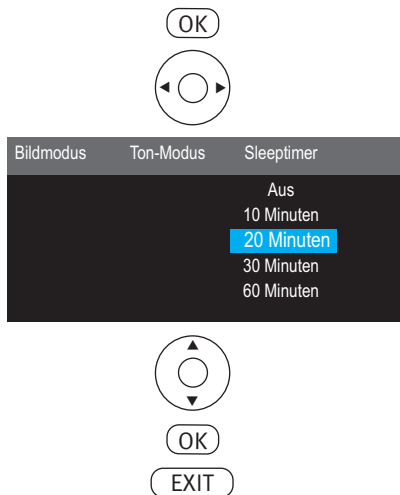 OK
Bildmodus Ton-Modus Sleeptimer
Aus
10 Minuten
20 Minuten
30 Minuten
60 Minuten
OK
EXIT